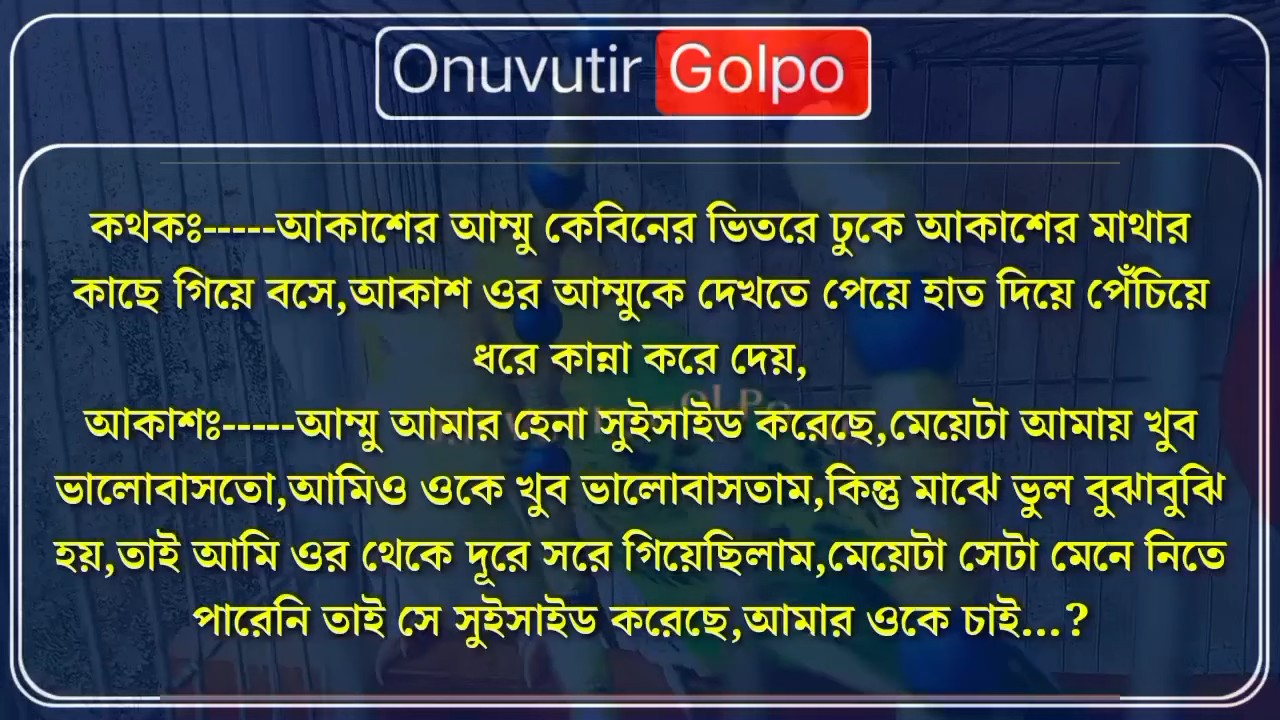 Onuvutir Golpo
কথকঃ-----আকাশের আম্মু কেবিনের ভিতরে ঢুকে আকাশের মাথার
কাছে গিয়ে বসে,আকাশ ওর আম্মুকে দেখতে পেয়ে হাত দিয়ে পেঁচিয়ে
ধরে কান্না করে দেয়,
আকাশঃ-----আম্মু আমার হেনা সুইসাইড করেছে,মেয়েটা আমায় খুব
ভালোবাসতো,আমিও ওকে খুব ভালোবাসতাম,কিন্তু মাঝে ভুল বুঝাবুঝি
হয়,তাই আমি ওর থেকে দূরে সরে গিয়েছিলাম,মেয়েটা সেটা মেনে নিতে
পারেনি তাই সে সুইসাইড করেছে,আমার ওকে চাই...?